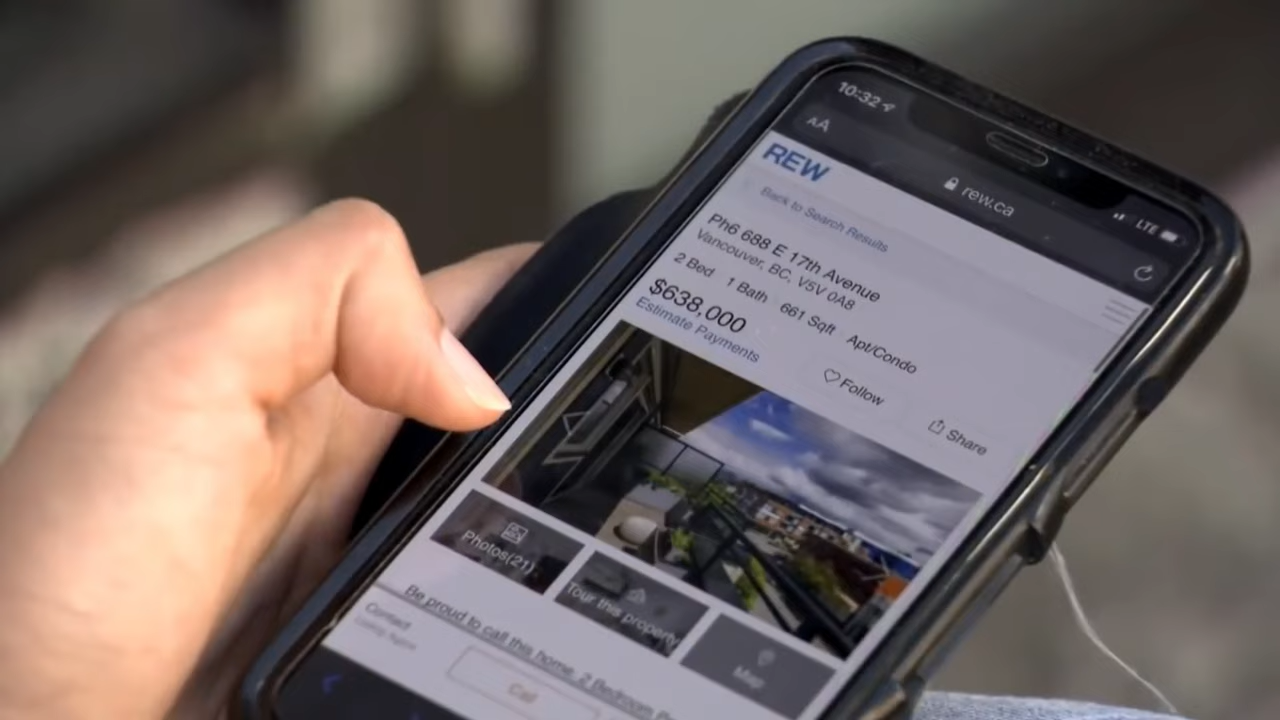 10:32
AA
rew.ca
LTE
REW
Back to Search Results
Ph6 688 E 17th Avenue
Vancouver, BC, V5V 0A8
2 Bed 1 Bath 661 Sqft Apt/Condo
$638,000
Estimate Payments
Follow
Share
Photos(21)
Tour this property
Map
Be proud to call this home. 2 Bedroom
Contact
Call